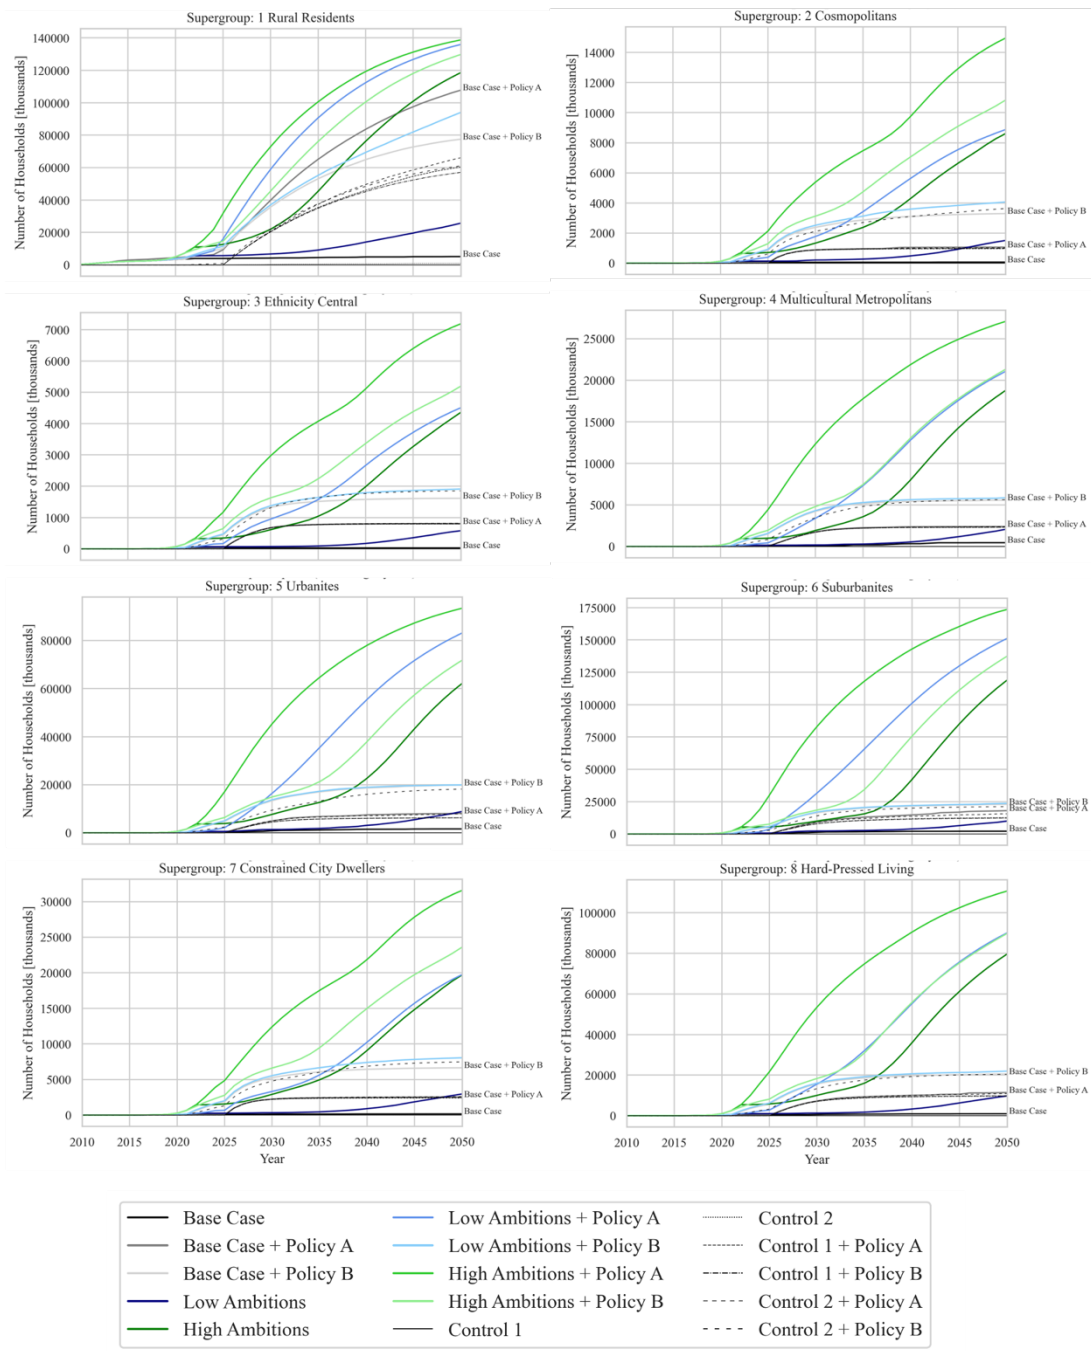 Supergroup: 1 Rural Residents
Number of Households [thousands]
140000
120000
100000
80000
60000
40000
20000
0
Base Case + Policy A
Base Case + Policy B
Base Case
Supergroup: 2 Cosmopolitans
Number of Households [thousands]
14000
12000
10000
8000
6000
4000
2000
0
Base Case + Policy B
Base Case + Policy A
Base Case
Supergroup: 3 Ethnicity Central
Number of Households [thousands]
7000
6000
5000
4000
3000
2000
1000
0
Base Case + Policy B
Base Case + Policy A
Base Case
Supergroup: 4 Multicultural Metropolitans
Number of Households [thousands]
25000
20000
15000
10000
5000
0
Base Case + Policy B
Base Case + Policy A
Base Case
Supergroup: 5 Urbanites
Number of Households [thousands]
80000
60000
40000
20000
0
Base Case + Policy B
Base Case + Policy A
Base Case
Supergroup: 6 Suburbanites
Number of Households [thousands]
175000
150000
125000
100000
75000
50000
25000
0
Base Case + Policy B
Base Case + Policy A
Base Case
Supergroup: 7 Constrained City Dwellers
Number of Households [thousands]
30000
25000
20000
15000
10000
5000
0
Base Case + Policy B
Base Case + Policy A
Base Case
2010 2015 2020 2025 2030 2035 2040 2045 2050
Year
Supergroup: 8 Hard-Pressed Living
Number of Households [thousands]
100000
80000
60000
40000
20000
0
Base Case + Policy B
Base Case + Policy A
Base Case
2010 2015 2020 2025 2030 2035 2040 2045 2050
Year
Base Case
Base Case + Policy A
Base Case + Policy B
Low Ambitions
High Ambitions
Low Ambitions + Policy A
Low Ambitions + Policy B
High Ambitions + Policy A
High Ambitions + Policy B
Control 1
Control 2
Control 1 + Policy A
Control 1 + Policy B
Control 2 + Policy A
Control 2 + Policy B